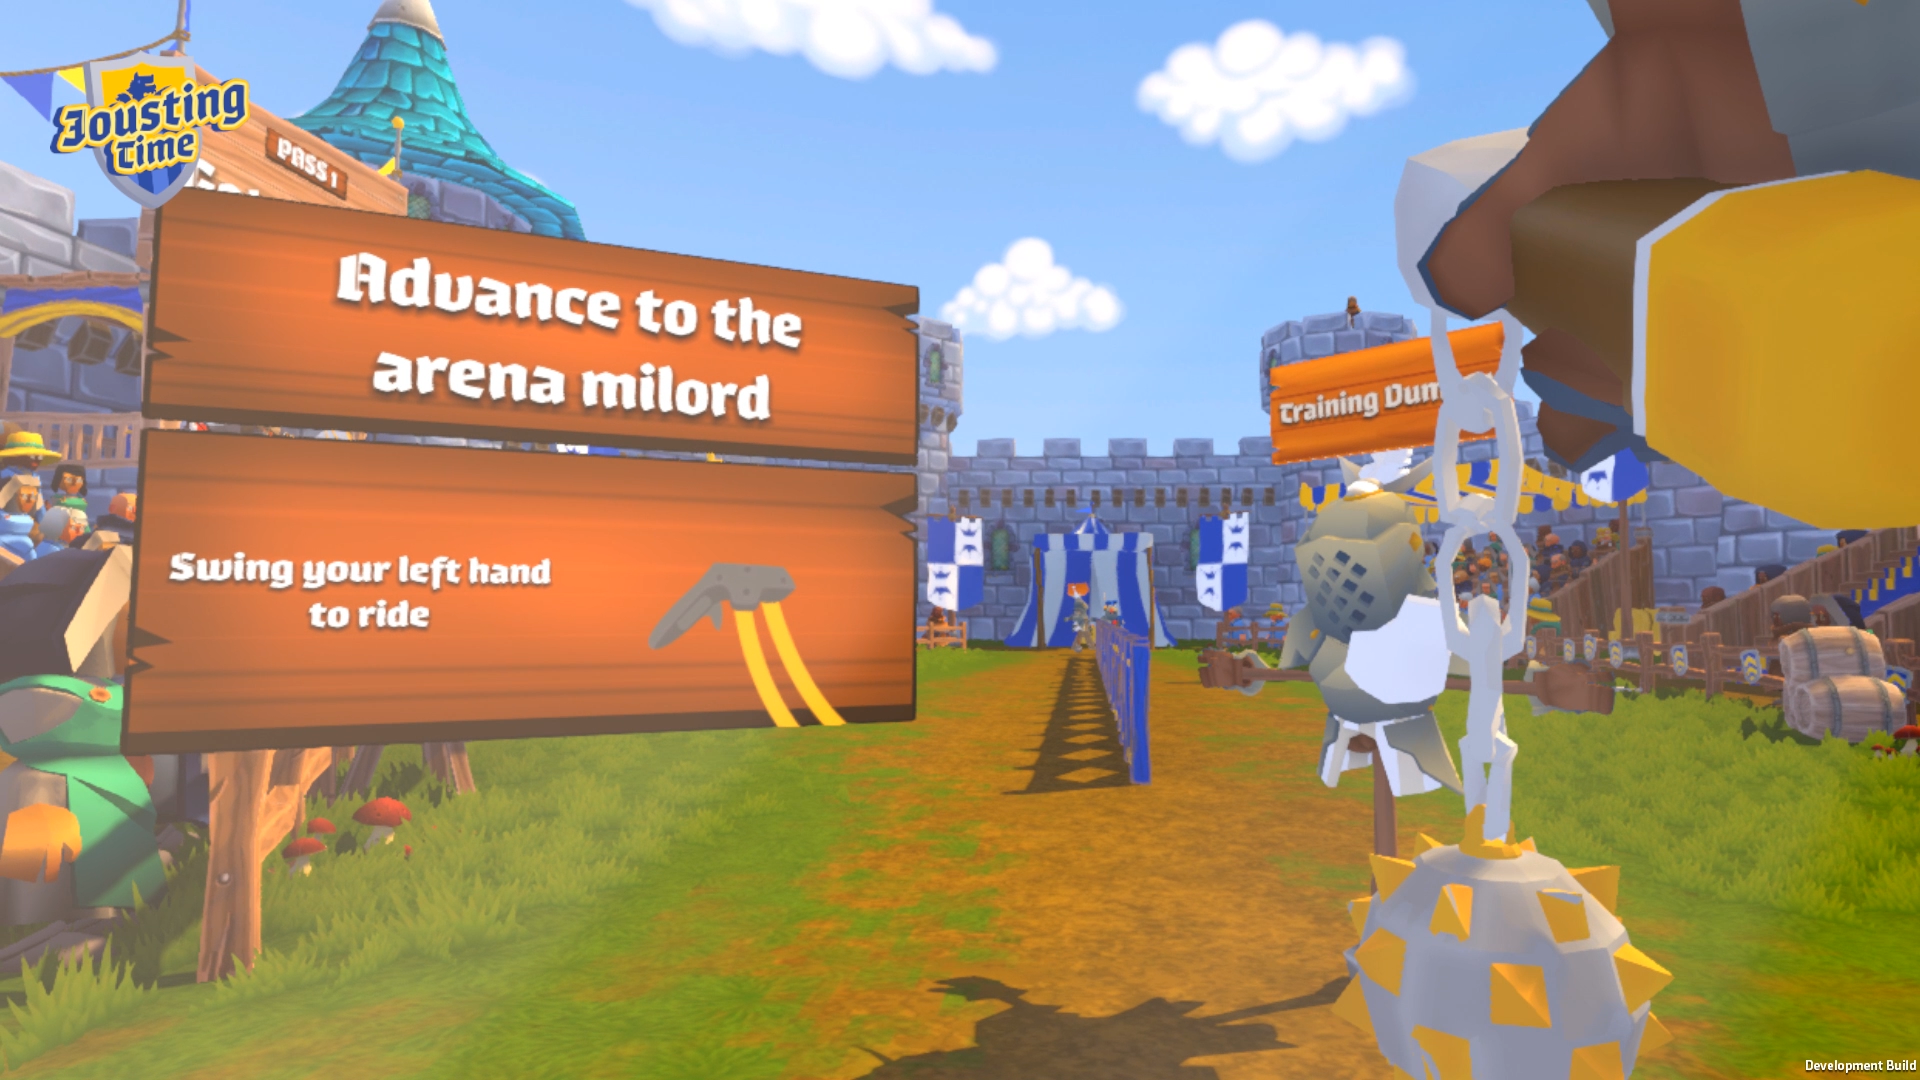 Jousting
Time
PASS 1
Advance to the
arena milord
Training Dum
Swing your left hand
to ride
Development Build